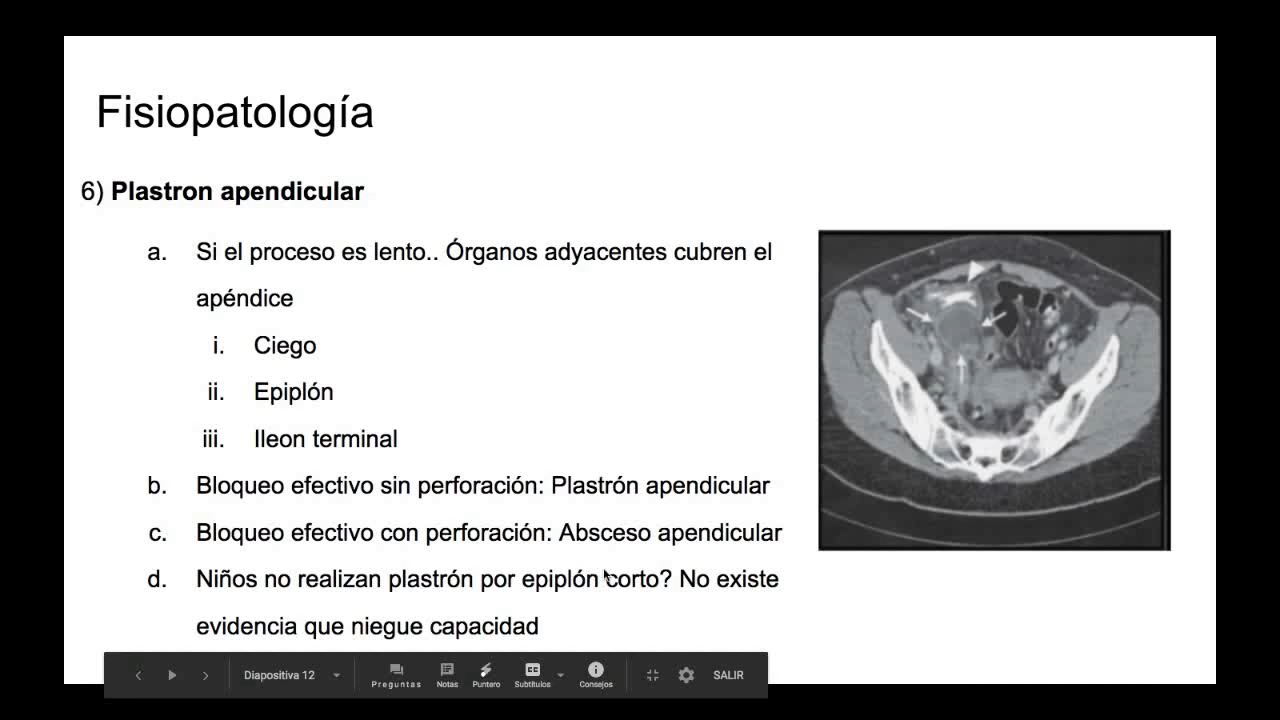 Fisiopatología
6) Plastron apendicular
a. Si el proceso es lento.. Órganos adyacentes cubren el
apéndice
i. Ciego
ii. Epiplón
iii. Ileon terminal
b. Bloqueo efectivo sin perforación: Plastrón apendicular
c. Bloqueo efectivo con perforación: Absceso apendicular
d. Niños no realizan plastrón por epiplón corto? No existe
evidencia que niegue capacidad
Diapositiva 12
Preguntas
Notas
Puntero
CC
Subtítulos
Consejos
SALIR